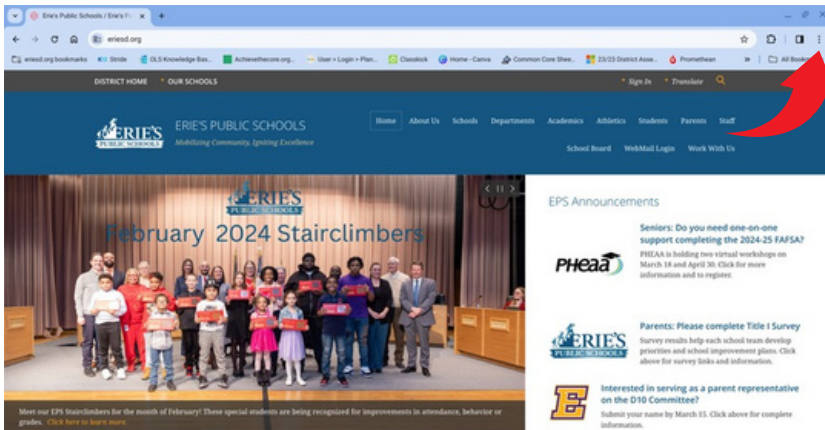 Erie's Public Schools / Erie's Pu
eriesd.org
eriesd.org bookmarks K12 Stride OLS Knowledge Bas... Achievethecore.org... User > Login > Plan... Classkick Home - Canva Common Core Shee... 22/23 District Asse... Promethean » All Bookm
DISTRICT HOME OUR SCHOOLS Sign In Translate
ERIE'S
PUBLIC SCHOOLS
ERIE'S PUBLIC SCHOOLS
Mobilizing Community, Igniting Excellence
Home About Us Schools Departments Academics Athletics Students Parents Staff
School Board WebMail Login Work With Us
ERIE'S
PUBLIC SCHOOLS
February 2024 Stairclimbers
Meet our EPS Stairclimbers for the month of February! These special students are being recognized for improvements in attendance, behavior or
grades. Click here to learn more.
EPS Announcements
PHEAA
Seniors: Do you need one-on-one
support completing the 2024-25 FAFSA?
PHEAA is holding two virtual workshops on
March 18 and April 30. Click for more
information and to register.
ERIE'S
PUBLIC SCHOOLS
Parents: Please complete Title I Survey
Survey results help each school team develop
priorities and school improvement plans. Click
above for survey links and information.
E
Interested in serving as a parent representative
on the D10 Committee?
Submit your name by March 15. Click above for complete
information.